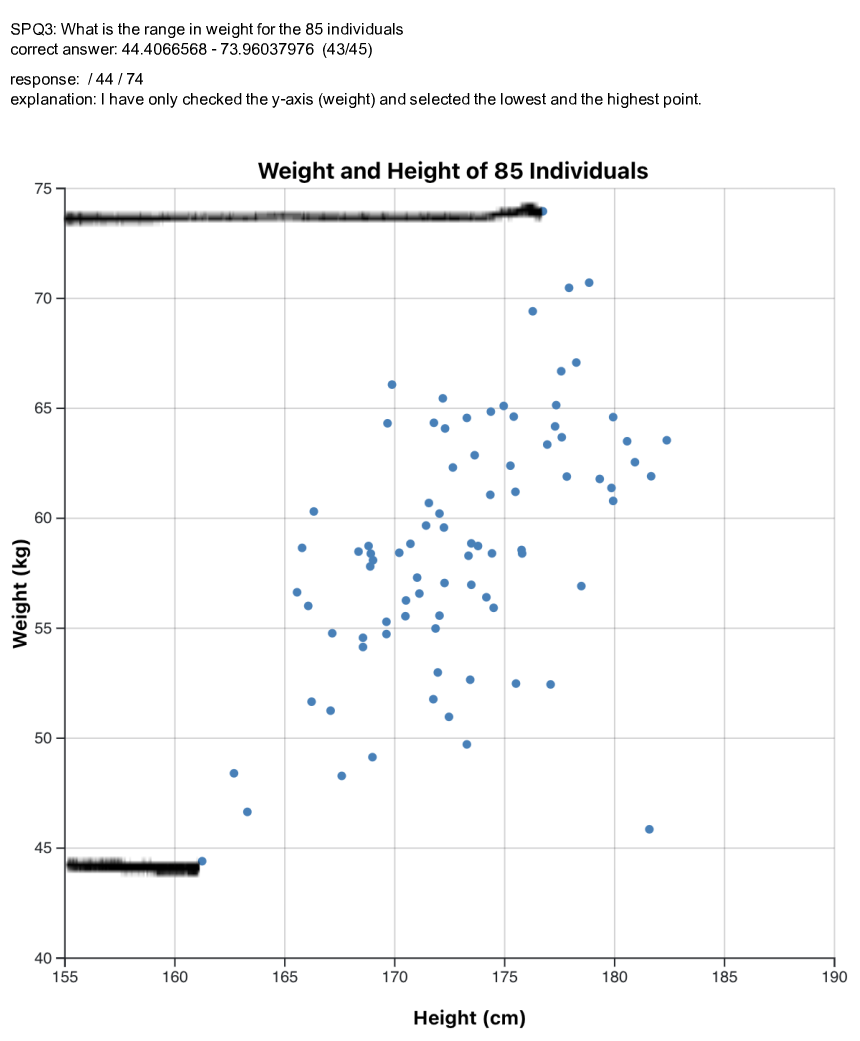 SPQ3: What is the range in weight for the 85 individuals
correct answer: 44.4066568 - 73.96037976  (43/45)
response:  / 44 / 74
explanation: I have only checked the y-axis (weight) and selected the lowest and the highest point.
Weight and Height of 85 Individuals
75
70
65
60
55
50
45
40
Weight (kg)
155 160 165 170 175 180 185 190
Height (cm)